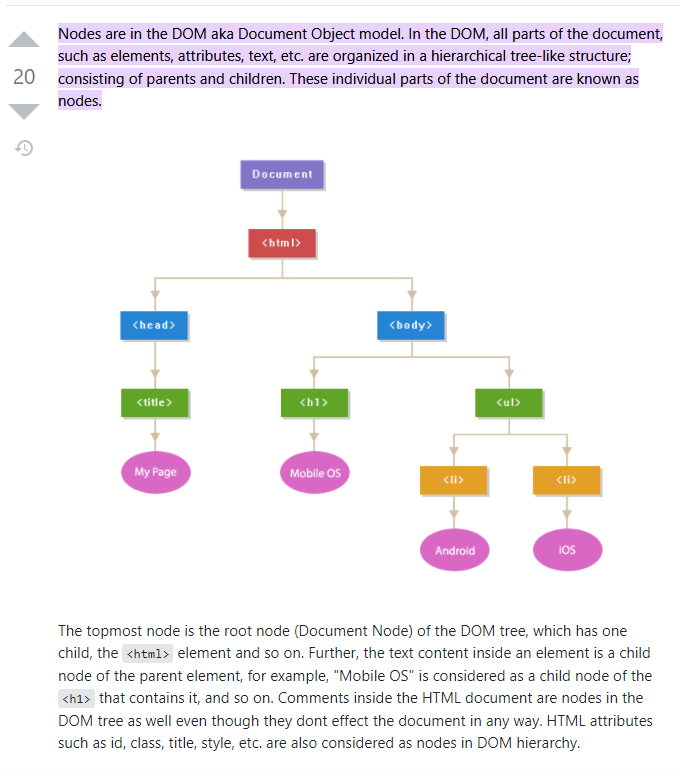 Nodes are in the DOM aka Document Object model. In the DOM, all parts of the document,
such as elements, attributes, text, etc. are organized in a hierarchical tree-like structure;
20
consisting of parents and children. These individual parts of the document are known as
nodes.
Document
<html>
<head>
<body>
<title>
<h1>
<ul>
My Page
Mobile OS
<li>
<li>
Android
iOS
The topmost node is the root node (Document Node) of the DOM tree, which has one
child, the <html> element and so on. Further, the text content inside an element is a child
node of the parent element, for example, "Mobile OS" is considered as a child node of the
<h1> that contains it, and so on. Comments inside the HTML document are nodes in the
DOM tree as well even though they dont effect the document in any way. HTML attributes
such as id, class, title, style, etc. are also considered as nodes in DOM hierarchy.